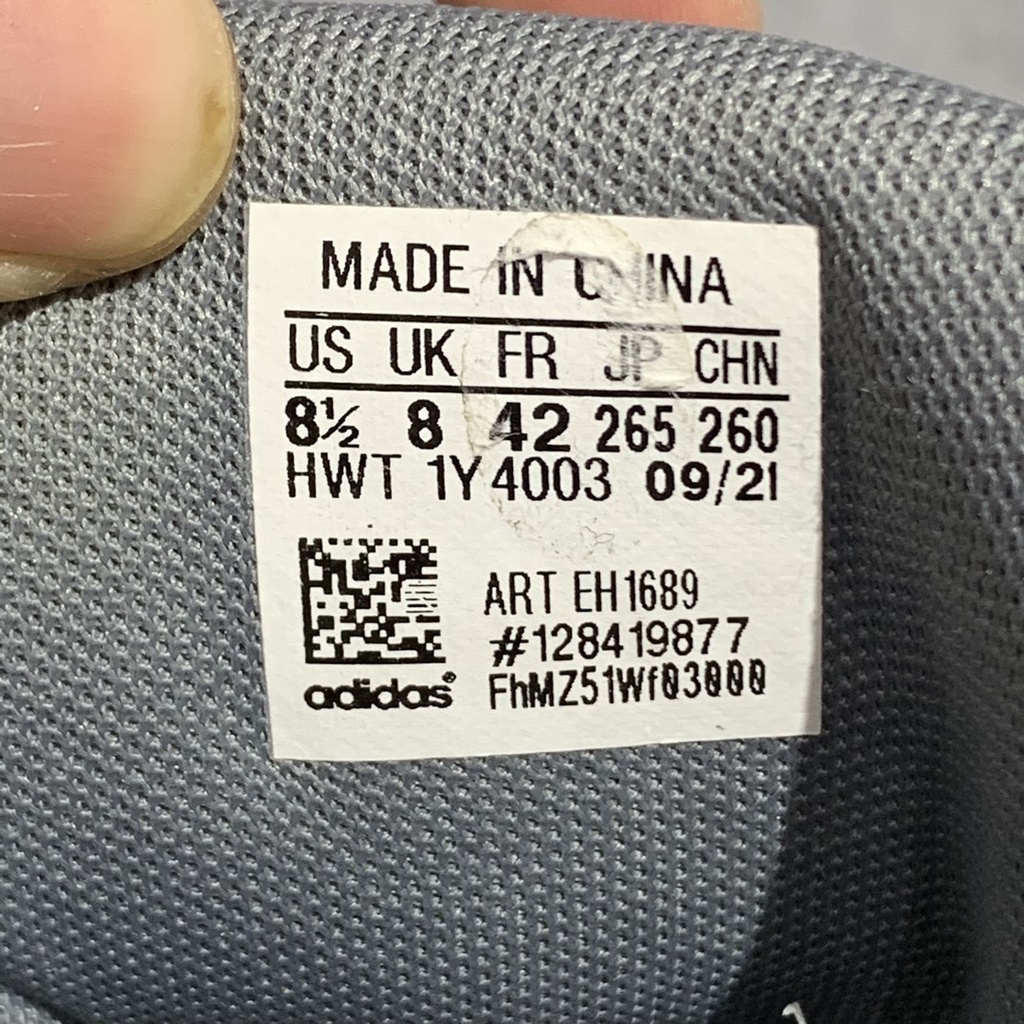 MADE IN CHINA
US UK FR JP CHN
8½ 8 42 265 260
HWT 1Y4003 09/21
ART EH1689
#128419877
adidas® FhMZ51Wf03000